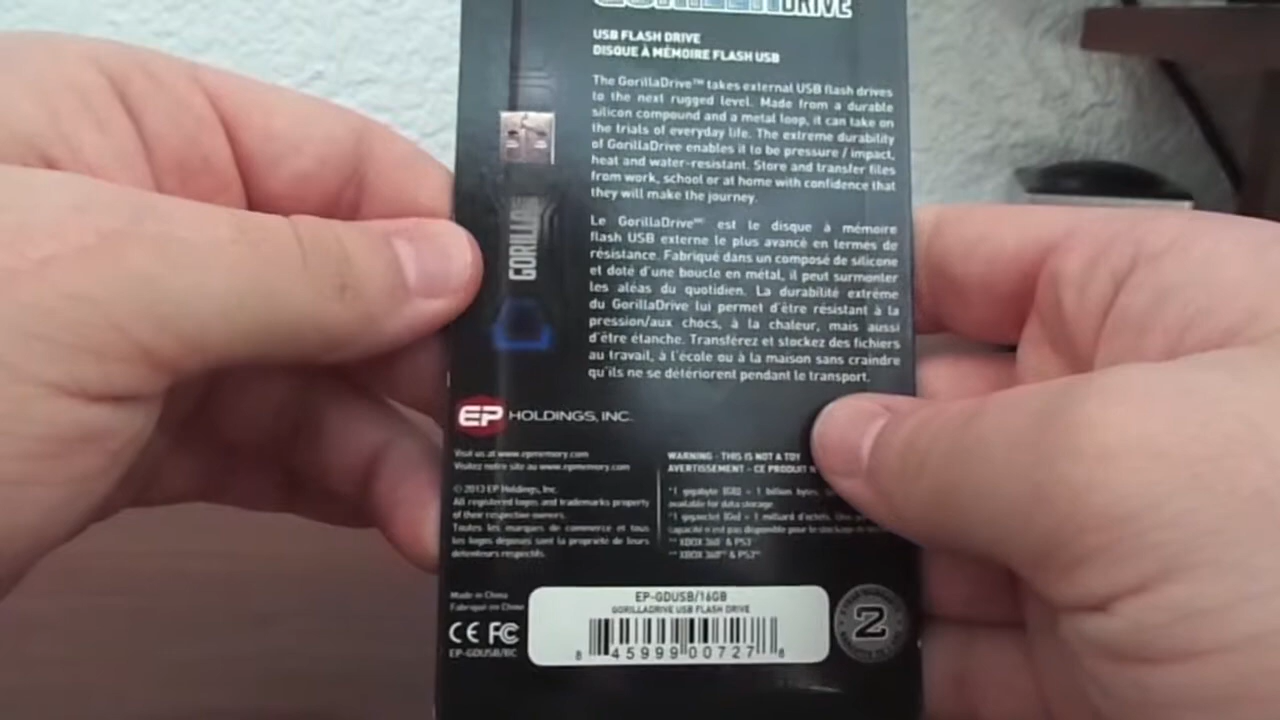 DRIVE
USB FLASH DRIVE
DISQUE À MÉMOIRE FLASH USB
The GorillaDrive™ takes external USB flash drives
to the next rugged level. Made from a durable
silicon compound and a metal loop, it can take on
the trials of everyday life. The extreme durability
of GorillaDrive enables it to be pressure / impact,
heat and water-resistant. Store and transfer files
from work, school or at home with confidence that
they will make the journey.
Le GorillaDrive est le disque à mémoire
flash USB externe le plus avancé en termes de
résistance. Fabriqué dans un composé de silicone
et doté d'une boucle en métal, il peut surmonter
les aléas du quotidien. La durabilité extrême
du GorillaDrive lui permet d'être résistant à la
pression/aux chocs, à la chaleur, mais aussi
d'être étanche. Transférez et stockez des fichiers
au travail, à l'école ou à la maison sans craindre
qu'ils ne se détériorent pendant le transport.
GORILLA
EP HOLDINGS, INC.
Visit us at www.epmemory.com
Visitez notre site au www.epmemory.com
© 2013 EP Holdings, Inc.
All registered logos and trademarks property
of their respective owners.
Toutes les marques de commerce et tous
les logos déposés sont la propriété de leurs
détenteurs respectifs.
WARNING - THIS IS NOT A TOY
AVERTISSEMENT - CE PRODUIT
*1 gigabyte (GB) = 1 billion bytes.
available for data storage.
*1 gigaoctet (Go) = 1 milliard d'octets.
capacité n'est pas disponible pour le stockage
** XBOX 360 & PS3
** XBOX 360 & PS3
Made in China
Fabriqué en China
CE FC
EP-GDUSB/BC
EP-GDUSB/16GB
GORILLADRIVE USB FLASH DRIVE
8 45999 00727 8
2